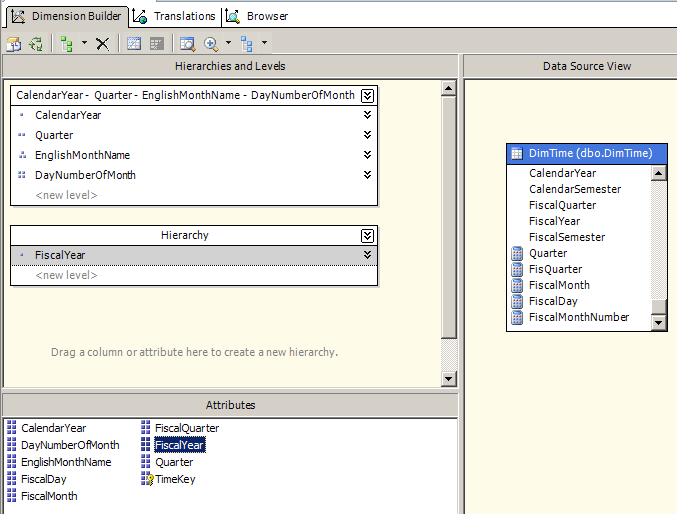 Dimension Builder Translations Browser
Hierarchies and Levels
CalendarYear - Quarter - EnglishMonthName - DayNumberOfMonth
CalendarYear
Quarter
EnglishMonthName
DayNumberOfMonth
<new level>
Hierarchy
FiscalYear
<new level>
Drag a column or attribute here to create a new hierarchy.
Attributes
CalendarYear
DayNumberOfMonth
EnglishMonthName
FiscalDay
FiscalMonth
FiscalQuarter
FiscalYear
Quarter
TimeKey
Data Source View
DimTime (dbo.DimTime)
CalendarYear
CalendarSemester
FiscalQuarter
FiscalYear
FiscalSemester
Quarter
FisQuarter
FiscalMonth
FiscalDay
FiscalMonthNumber